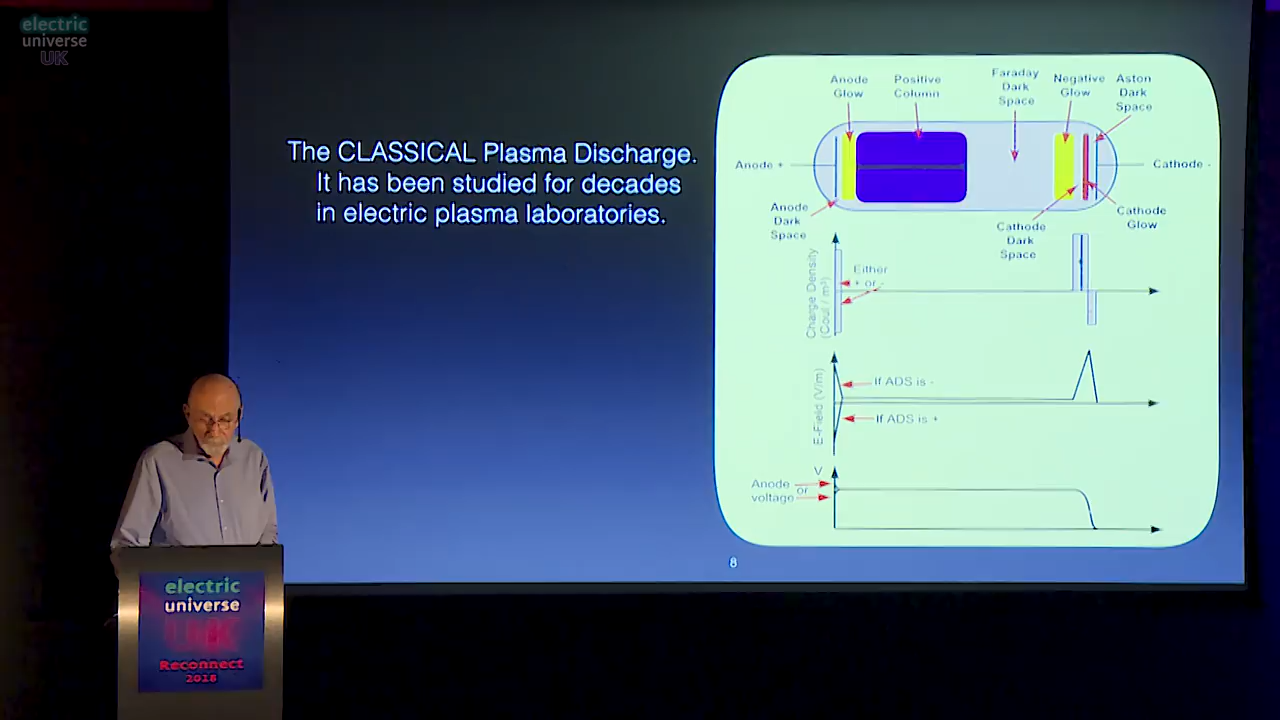 electric
universe
UK
The CLASSICAL Plasma Discharge.
It has been studied for decades
in electric plasma laboratories.
Anode
Glow
Positive
Column
Faraday
Dark
Space
Negative
Glow
Aston
Dark
Space
Anode +
Cathode -
Anode
Dark
Space
Cathode
Dark
Space
Cathode
Glow
Charge Density
(Coul / m³)
Either
+ or -
E-Field (V/m)
If ADS is -
If ADS is +
V
Anode
voltage
or
8
electric
universe
UK
Reconnect
2018